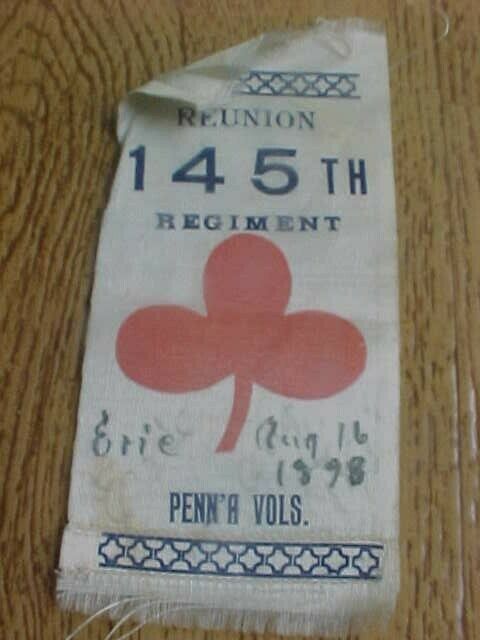 REUNION
145TH
REGIMENT
Erie Aug 16
1898
PENN'A VOLS.